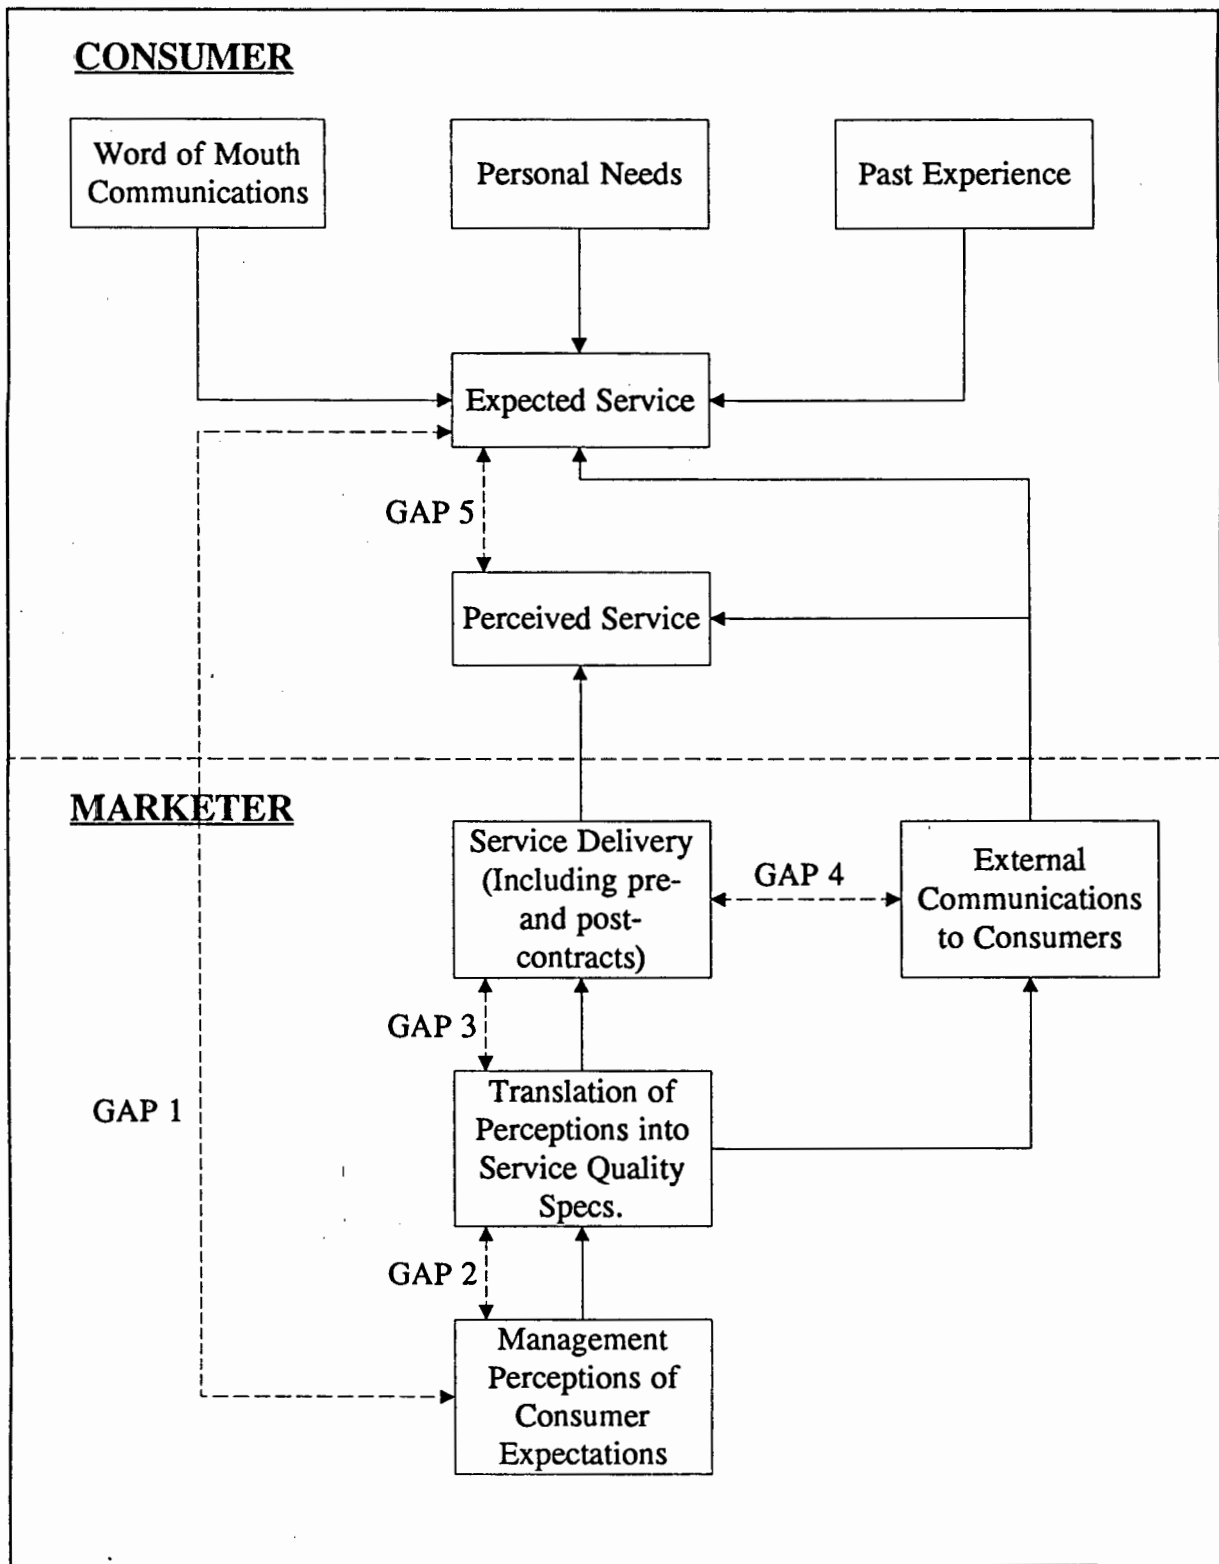 CONSUMER
Word of Mouth
Communications
Personal Needs
Past Experience
Expected Service
GAP 5
Perceived Service
MARKETER
Service Delivery
(Including pre-
and post-
contracts)
GAP 4
External
Communications
to Consumers
GAP 3
Translation of
Perceptions into
Service Quality
Specs.
GAP 1
GAP 2
Management
Perceptions of
Consumer
Expectations